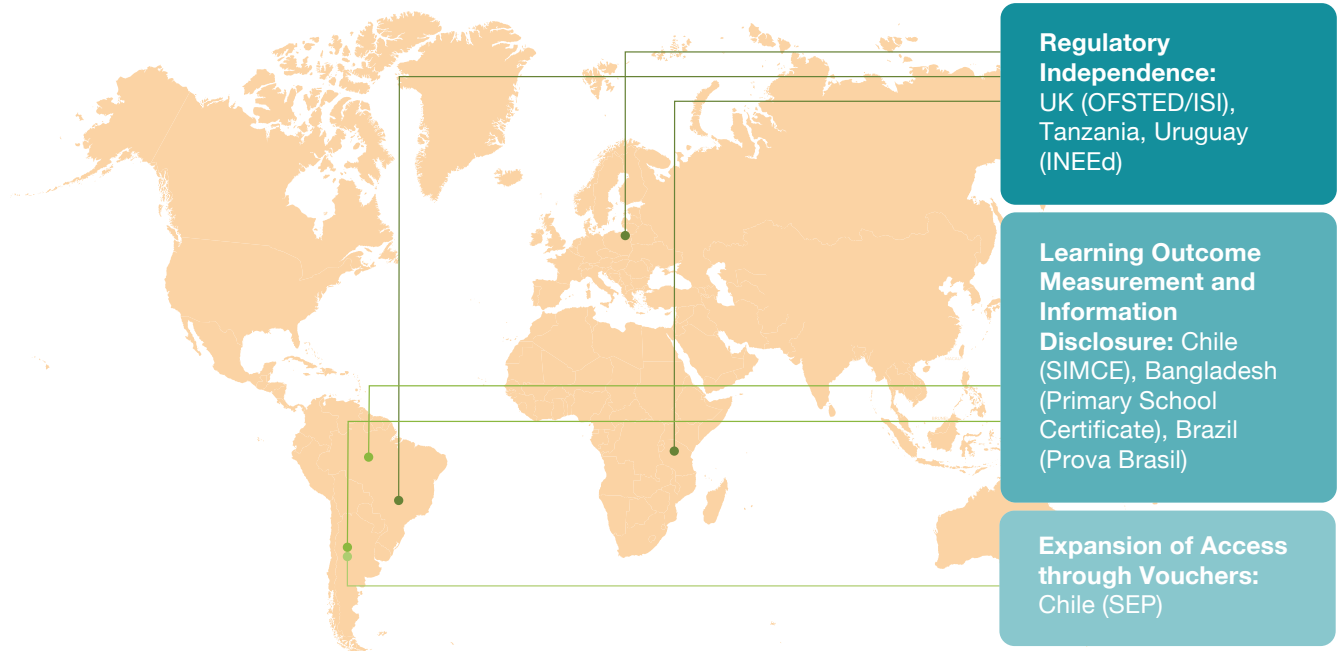 Regulatory
Independence:
UK (OFSTED/ISI),
Tanzania, Uruguay
(INEEd)
Learning Outcome
Measurement and
Information
Disclosure: Chile
(SIMCE), Bangladesh
(Primary School
Certificate), Brazil
(Prova Brasil)
Expansion of Access
through Vouchers:
Chile (SEP)